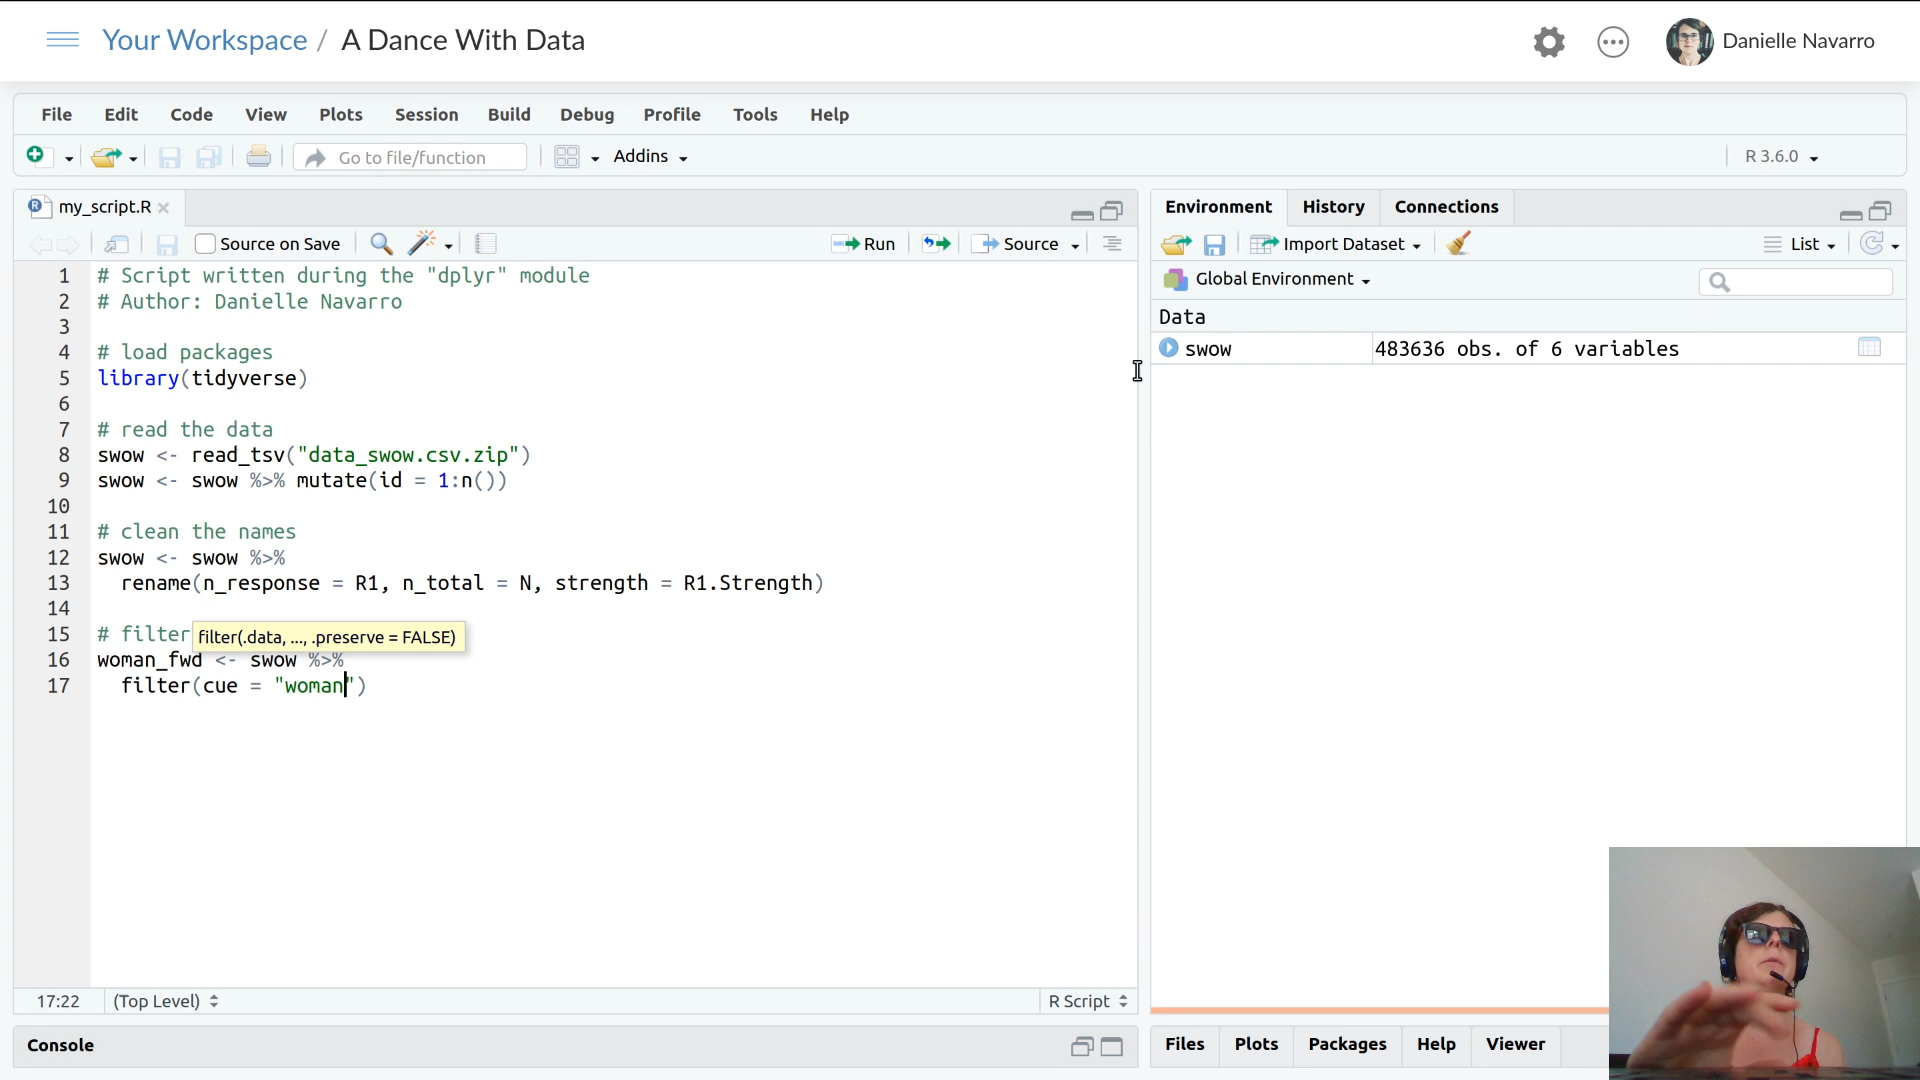 Your Workspace / A Dance With Data
Danielle Navarro
File Edit Code View Plots Session Build Debug Profile Tools Help
Go to file/function
Addins
R 3.6.0
my_script.R
Source on Save
Run
Source
1 # Script written during the "dplyr" module
2 # Author: Danielle Navarro
3
4 # load packages
5 library(tidyverse)
6
7 # read the data
8 swow <- read_tsv("data_swow.csv.zip")
9 swow <- swow %>% mutate(id = 1:n())
10
11 # clean the names
12 swow <- swow %>%
13   rename(n_response = R1, n_total = N, strength = R1.Strength)
14
15 # filter
filter(.data, ..., .preserve = FALSE)
16 woman_fwd <- swow %>%
17   filter(cue = "woman")
17:22 (Top Level)
R Script
Console
Environment History Connections
Import Dataset
List
Global Environment
Data
swow 483636 obs. of 6 variables
Files Plots Packages Help Viewer